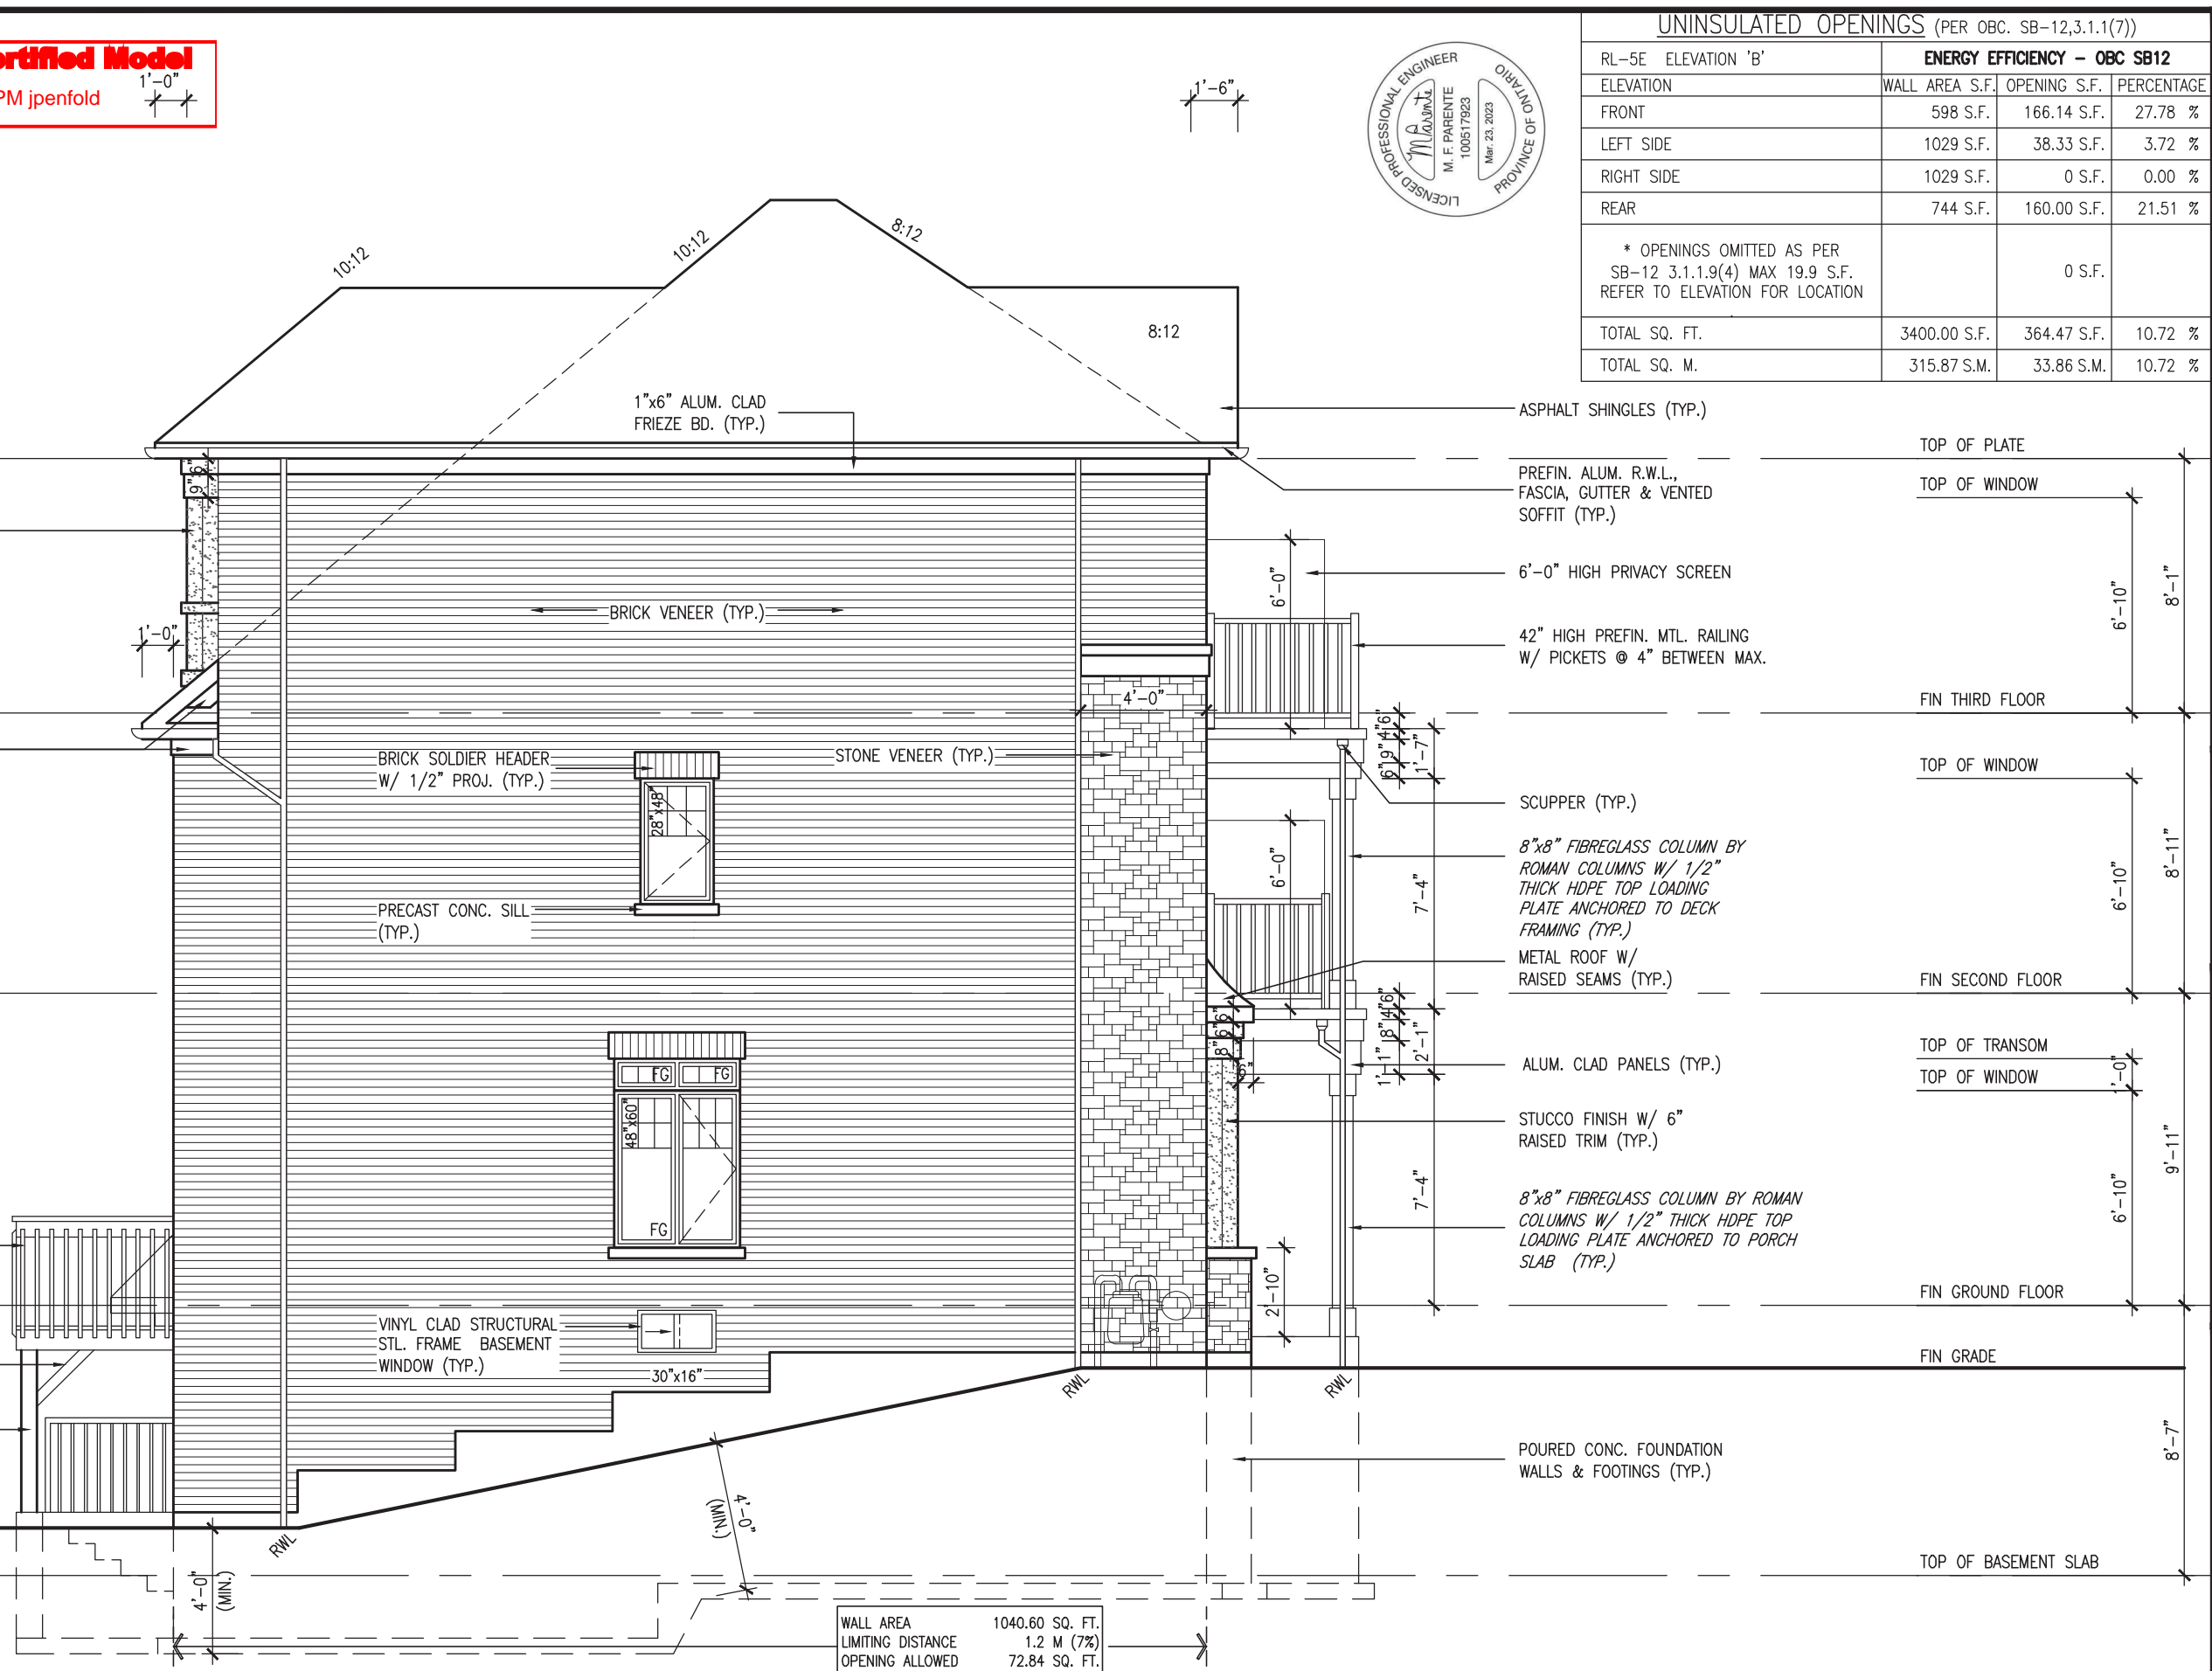 ertified Model
PM jpenfold
1'-0"
1'-6"
LICENSED PROFESSIONAL ENGINEER
PROVINCE OF ONTARIO
M. F. PARENTE
100517923
Mar. 23, 2023
UNINSULATED OPENINGS (PER OBC. SB-12,3.1.1(7))
RL-5E ELEVATION 'B' ENERGY EFFICIENCY - OBC SB12
ELEVATION WALL AREA S.F. OPENING S.F. PERCENTAGE
FRONT 598 S.F. 166.14 S.F. 27.78 %
LEFT SIDE 1029 S.F. 38.33 S.F. 3.72 %
RIGHT SIDE 1029 S.F. 0 S.F. 0.00 %
REAR 744 S.F. 160.00 S.F. 21.51 %
* OPENINGS OMITTED AS PER
SB-12 3.1.1.9(4) MAX 19.9 S.F. 0 S.F.
REFER TO ELEVATION FOR LOCATION
TOTAL SQ. FT. 3400.00 S.F. 364.47 S.F. 10.72 %
TOTAL SQ. M. 315.87 S.M. 33.86 S.M. 10.72 %
10:12
10:12
8:12
8:12
1"x6" ALUM. CLAD
FRIEZE BD. (TYP.)
ASPHALT SHINGLES (TYP.)
PREFIN. ALUM. R.W.L.,
FASCIA, GUTTER & VENTED
SOFFIT (TYP.)
6'-0" HIGH PRIVACY SCREEN
42" HIGH PREFIN. MTL. RAILING
W/ PICKETS @ 4" BETWEEN MAX.
SCUPPER (TYP.)
8"x8" FIBREGLASS COLUMN BY
ROMAN COLUMNS W/ 1/2"
THICK HDPE TOP LOADING
PLATE ANCHORED TO DECK
FRAMING (TYP.)
METAL ROOF W/
RAISED SEAMS (TYP.)
ALUM. CLAD PANELS (TYP.)
STUCCO FINISH W/ 6"
RAISED TRIM (TYP.)
8"x8" FIBREGLASS COLUMN BY ROMAN
COLUMNS W/ 1/2" THICK HDPE TOP
LOADING PLATE ANCHORED TO PORCH
SLAB (TYP.)
POURED CONC. FOUNDATION
WALLS & FOOTINGS (TYP.)
TOP OF PLATE
TOP OF WINDOW
FIN THIRD FLOOR
TOP OF WINDOW
FIN SECOND FLOOR
TOP OF TRANSOM
TOP OF WINDOW
FIN GROUND FLOOR
FIN GRADE
TOP OF BASEMENT SLAB
6'-10"
8'-1"
6'-10"
8'-11"
1'-0"
6'-10"
9'-11"
8'-7"
6"
9"
1'-0"
BRICK VENEER (TYP.)
6'-0"
4'-0"
4"6"
9"
6"
1'-7"
STONE VENEER (TYP.)
BRICK SOLDIER HEADER
W/ 1/2" PROJ. (TYP.)
28"x48"
PRECAST CONC. SILL
(TYP.)
6'-0"
7'-4"
4"6"
8"
1'-1"
2'-1"
6"
6"
8"
6"
FG FG
48"x60"
FG
7'-4"
2'-10"
VINYL CLAD STRUCTURAL
STL. FRAME BASEMENT
WINDOW (TYP.)
30"x16"
RWL
RWL
RWL
4'-0"
(MIN.)
4'-0"
(MIN.)
WALL AREA 1040.60 SQ. FT.
LIMITING DISTANCE 1.2 M (7%)
OPENING ALLOWED 72.84 SQ. FT.